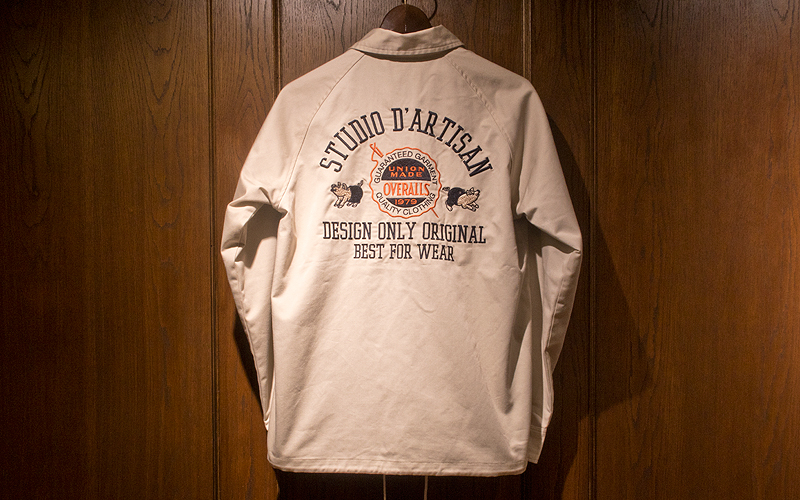 STUDIO D'ARTISAN
GUARANTEED GARMENT
UNION
MADE
OVERALLS
1979
QUALITY CLOTHING
DESIGN ONLY ORIGINAL
BEST FOR WEAR